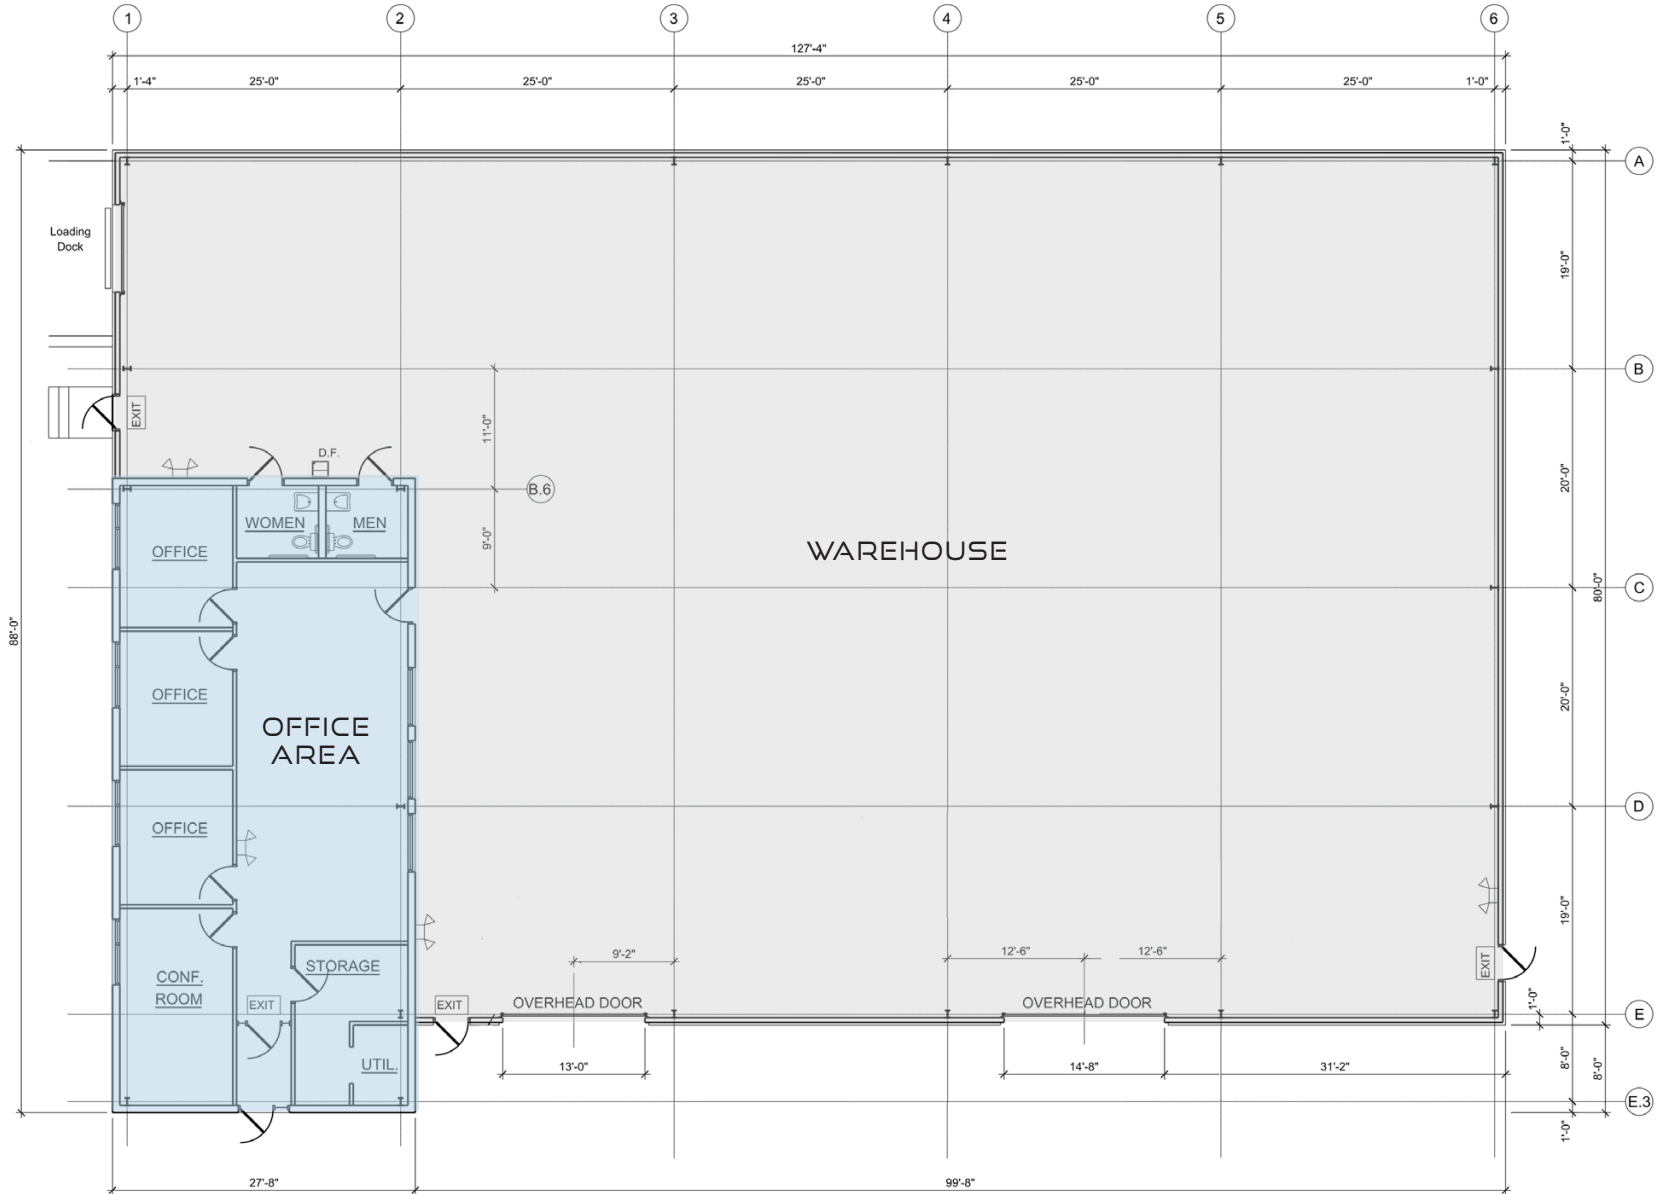 1 2 3 4 5 6
127'-4"
1'-4" 25'-0" 25'-0" 25'-0" 25'-0" 25'-0" 1'-0"
1'-0"
A
Loading
Dock
19'-0"
B
EXIT
11'-0"
D.F.
20'-0"
B.6
WOMEN MEN
9'-0"
OFFICE
WAREHOUSE
80'-0"
C
88'-0"
OFFICE
20'-0"
OFFICE
AREA
D
OFFICE
19'-0"
9'-2" 12'-6" 12'-6"
STORAGE
EXIT
CONF.
ROOM
EXIT EXIT OVERHEAD DOOR OVERHEAD DOOR
1'-0"
E
UTIL.
13'-0" 14'-8" 31'-2"
8'-0" 8'-0"
E.3
1'-0"
27'-8" 99'-8"